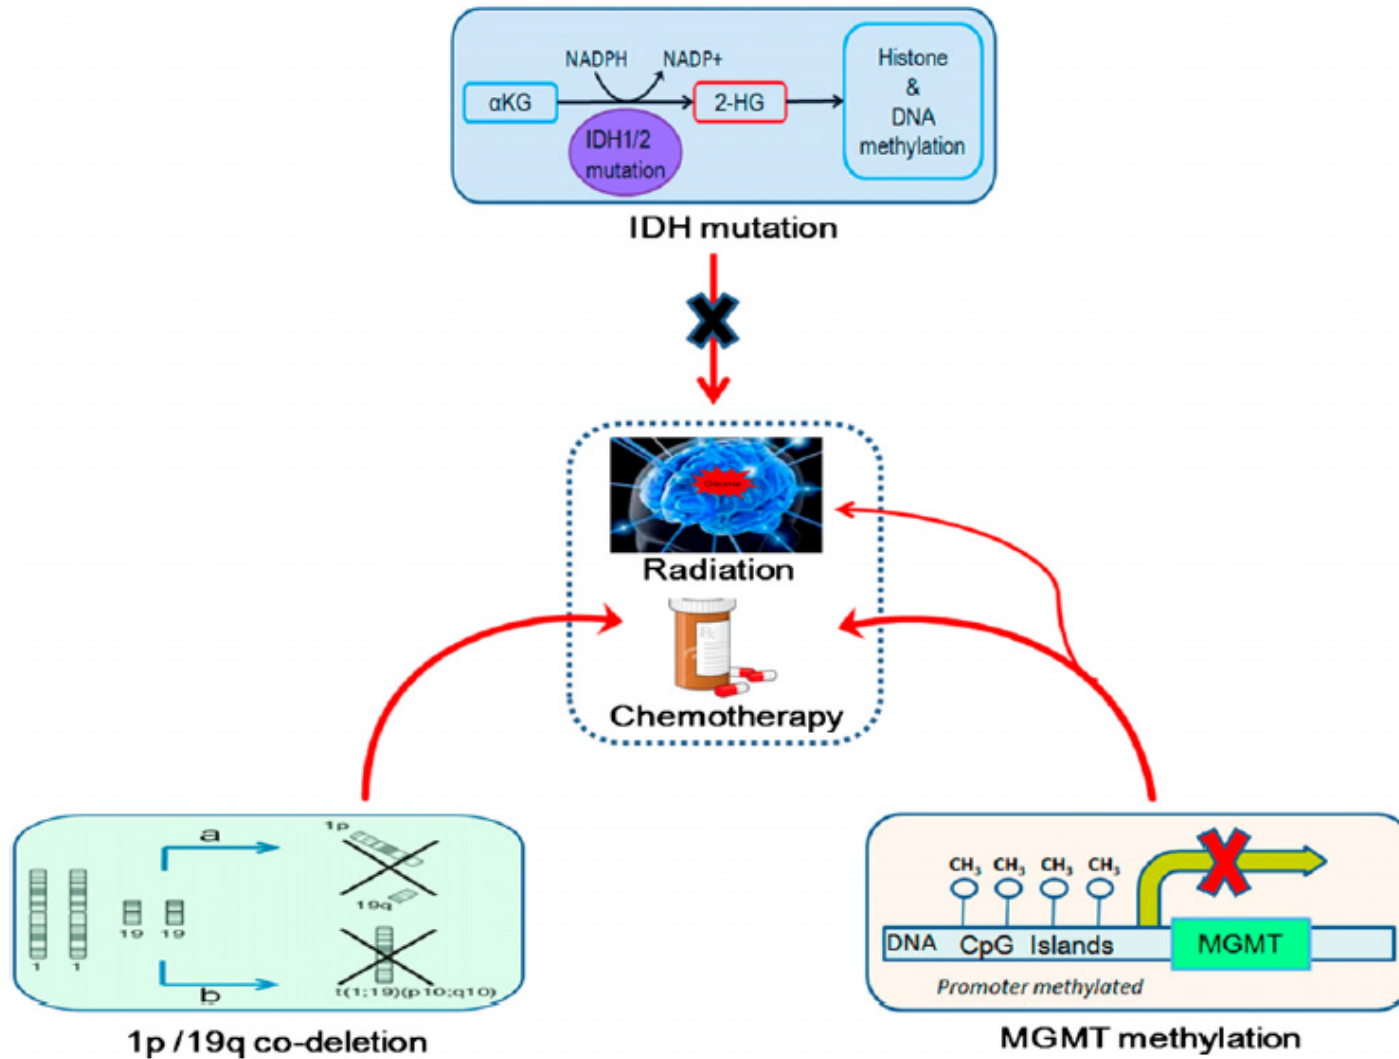 NADPH NADP+
αKG
2-HG
IDH1/2
mutation
Histone
&
DNA
methylation
IDH mutation
Glioma
Radiation
Chemotherapy
a
1p
19q
1 1 19 19
b
t(1;19)(p10;q10)
1p / 19q co-deletion
CH3 CH3 CH3 CH3
DNA CpG Islands MGMT
Promoter methylated
MGMT methylation